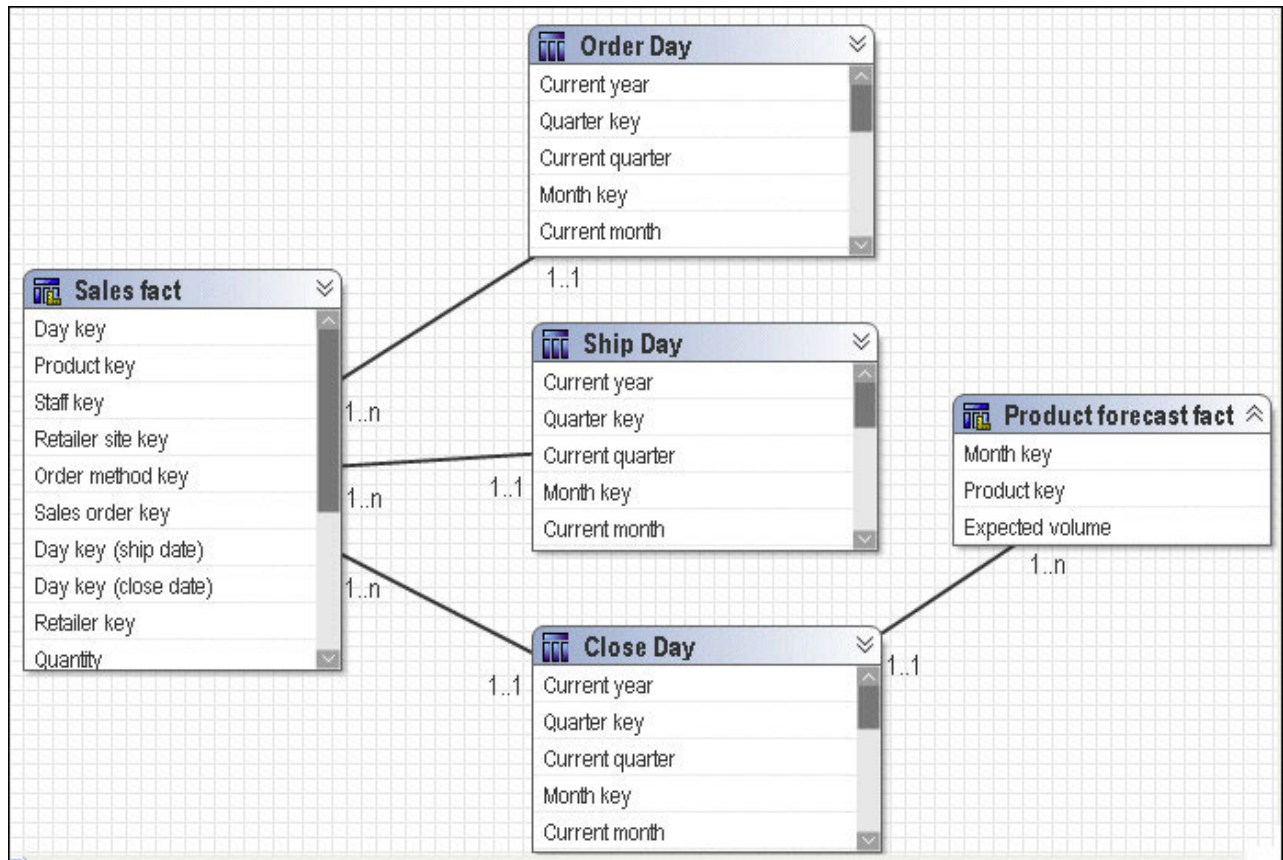 Order Day
Current year
Quarter key
Current quarter
Month key
Current month
1..1
Sales fact
Day key
Product key
Staff key
Retailer site key
Order method key
Sales order key
Day key (ship date)
Day key (close date)
Retailer key
Quantity
1..n
1..n
1..n
Ship Day
Current year
Quarter key
Current quarter
Month key
Current month
1..1
Product forecast fact
Month key
Product key
Expected volume
1..n
Close Day
Current year
Quarter key
Current quarter
Month key
Current month
1..1
1..1